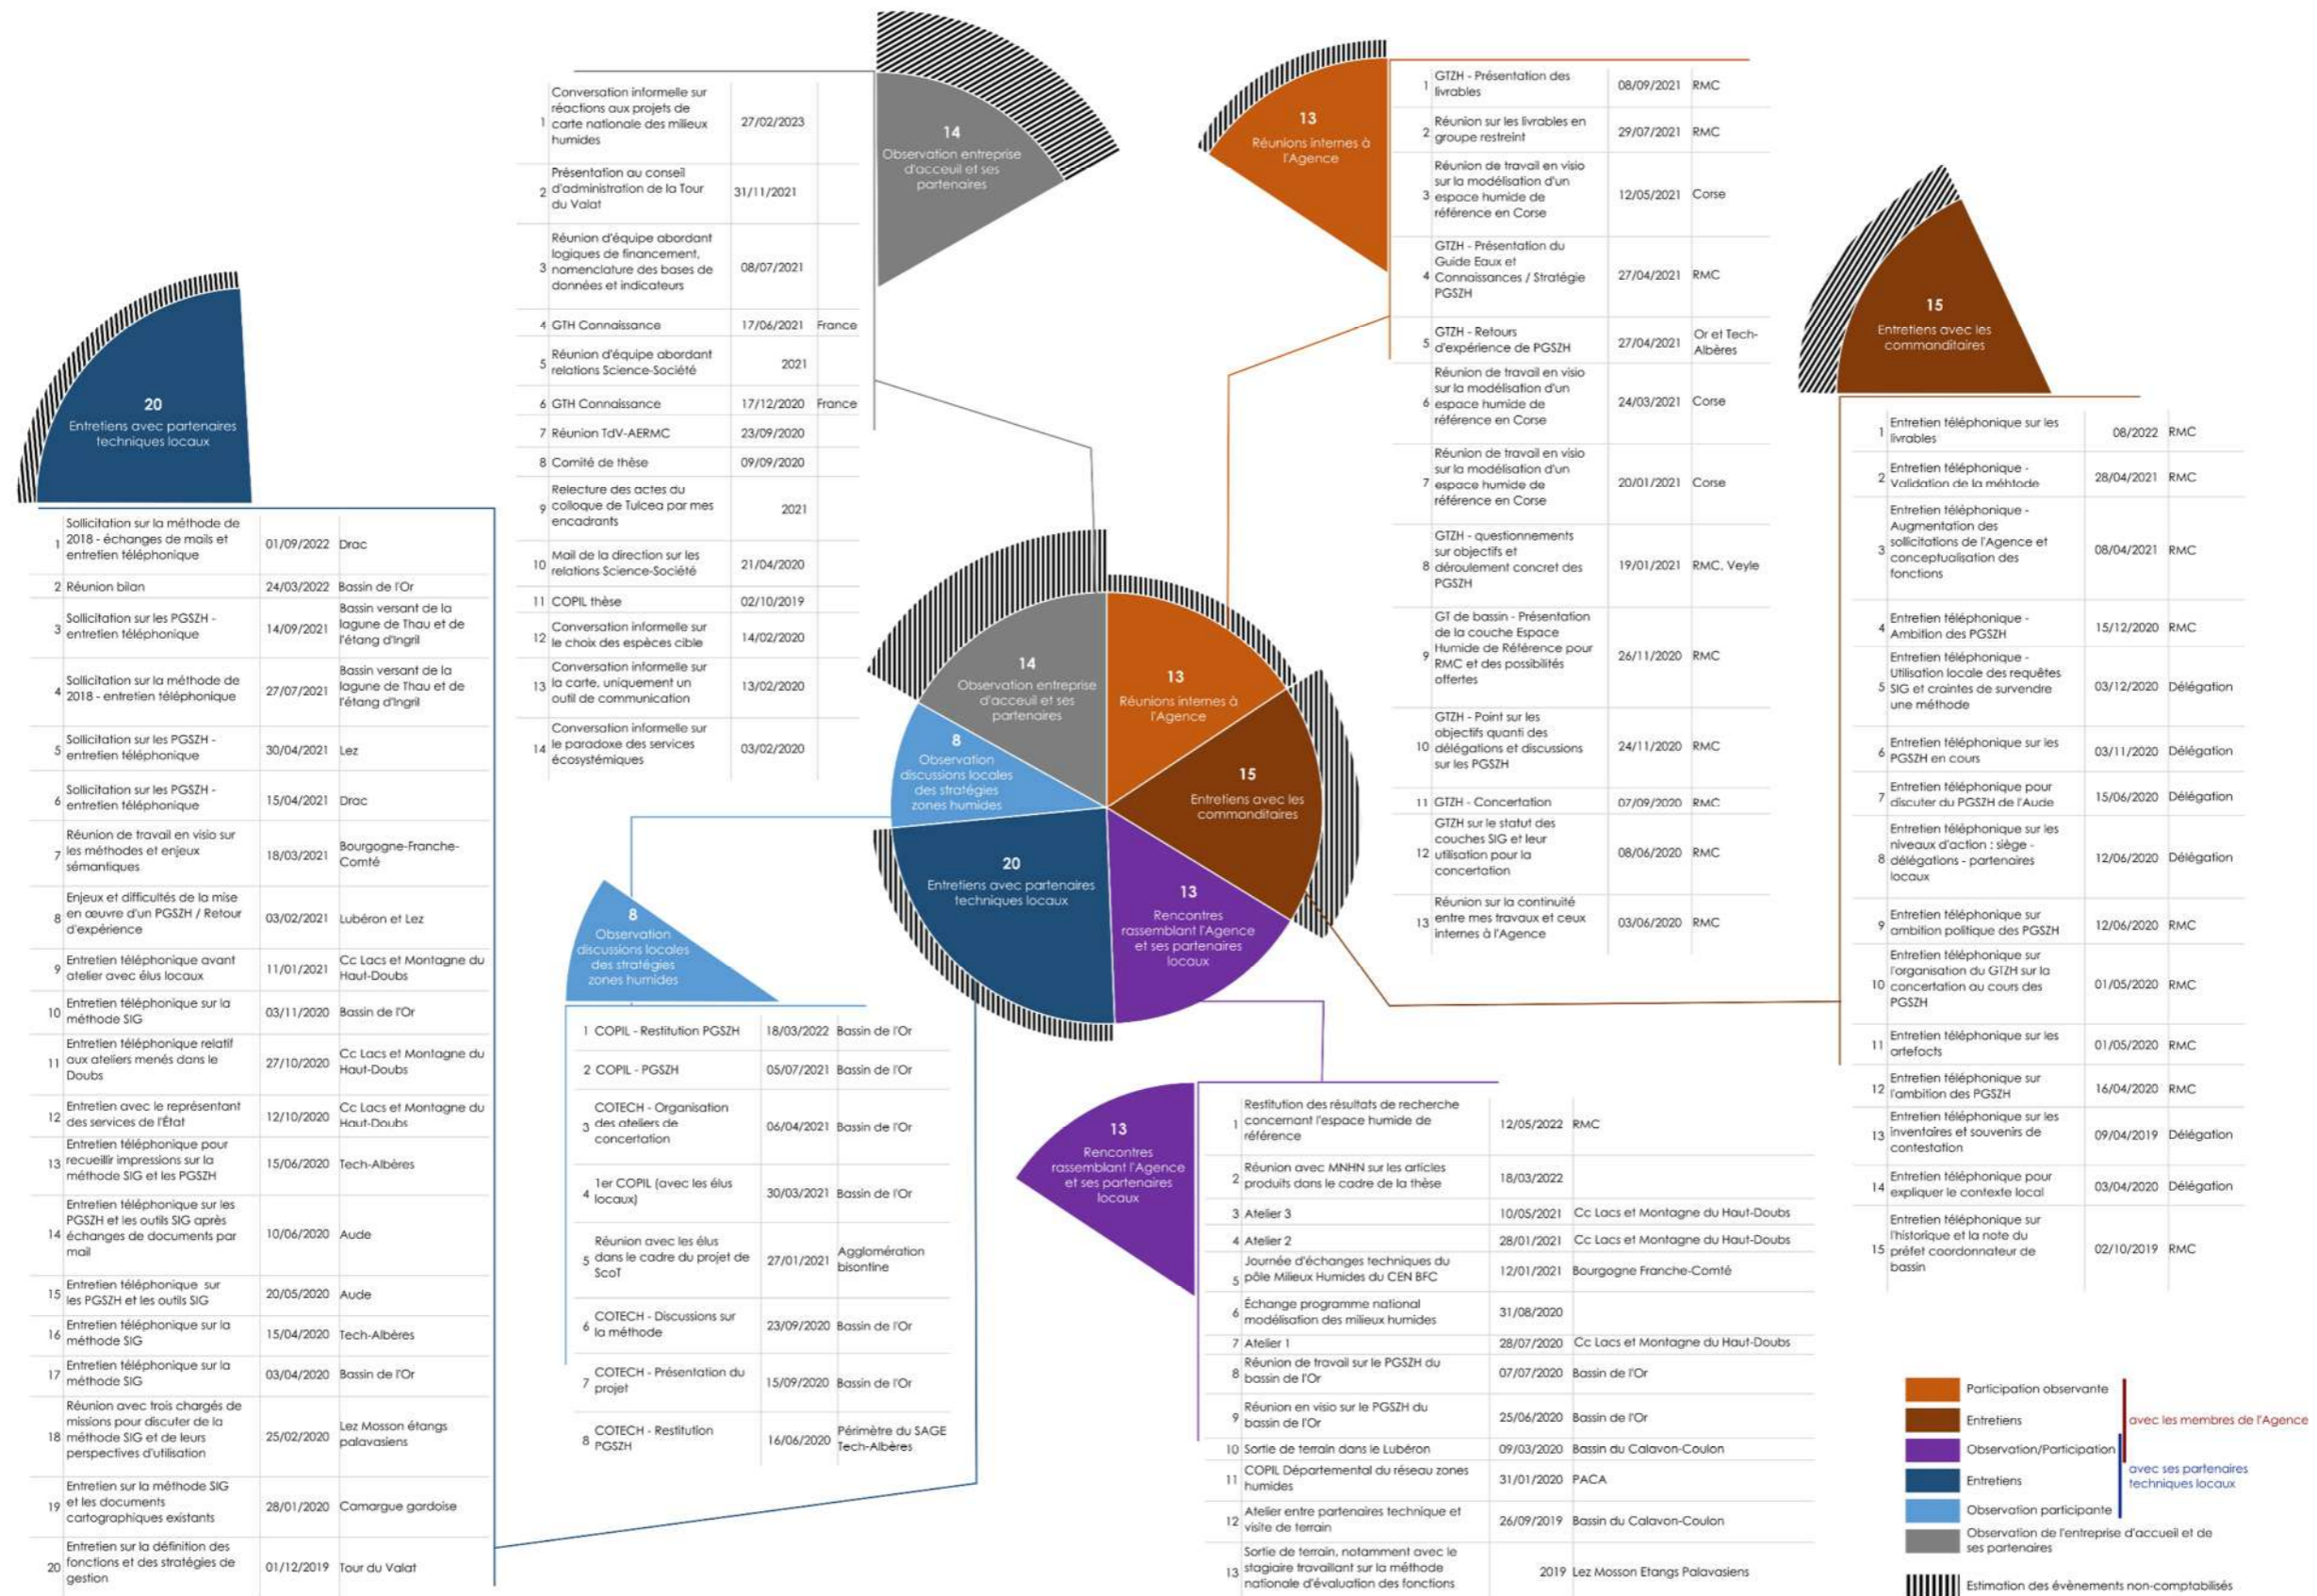 14
Observation entreprise
d'acceuil et ses
partenaires
1 Conversation informelle sur
réactions aux projets de
carte nationale des milieux
humides 27/02/2023
2 Présentation au conseil
d'administration de la Tour
du Valat 31/11/2021
3 Réunion d'équipe abordant
logiques de financement,
nomenclature des bases de
données et indicateurs 08/07/2021
4 GTH Connaissance 17/06/2021 France
5 Réunion d'équipe abordant
relations Science-Société 2021
6 GTH Connaissance 17/12/2020 France
7 Réunion TdV-AERMC 23/09/2020
8 Comité de thèse 09/09/2020
9 Relecture des actes du
colloque de Tulcea par mes
encadrants 2021
10 Mail de la direction sur les
relations Science-Société 21/04/2020
11 COPIL thèse 02/10/2019
12 Conversation informelle sur
le choix des espèces cible 14/02/2020
13 Conversation informelle sur
la carte, uniquement un
outil de communication 13/02/2020
14 Conversation informelle sur
le paradoxe des services
écosystémiques 03/02/2020
13
Réunions internes à
l'Agence
1 GTZH - Présentation des
livrables 08/09/2021 RMC
2 Réunion sur les livrables en
groupe restreint 29/07/2021 RMC
3 Réunion de travail en visio
sur la modélisation d'un
espace humide de
référence en Corse 12/05/2021 Corse
4 GTZH - Présentation du
Guide Eaux et
Connaissances / Stratégie
PGSZH 27/04/2021 RMC
5 GTZH - Retours
d'expérience de PGSZH 27/04/2021 Or et Tech-
Albères
6 Réunion de travail en visio
sur la modélisation d'un
espace humide de
référence en Corse 24/03/2021 Corse
7 Réunion de travail en visio
sur la modélisation d'un
espace humide de
référence en Corse 20/01/2021 Corse
8 GTZH - questionnements
sur objectifs et
déroulement concret des
PGSZH 19/01/2021 RMC, Veyle
9 GT de bassin - Présentation
de la couche Espace
Humide de Référence pour
RMC et des possibilités
offertes 26/11/2020 RMC
10 GTZH - Point sur les
objectifs quanti des
délégations et discussions
sur les PGSZH 24/11/2020 RMC
11 GTZH - Concertation 07/09/2020 RMC
12 GTZH sur le statut des
couches SIG et leur
utilisation pour la
concertation 08/06/2020 RMC
13 Réunion sur la continuité
entre mes travaux et ceux
internes à l'Agence 03/06/2020 RMC
15
Entretiens avec les
commanditaires
1 Entretien téléphonique sur les
livrables 08/2022 RMC
2 Entretien téléphonique -
Validation de la méhtode 28/04/2021 RMC
3 Entretien téléphonique -
Augmentation des
sollicitations de l'Agence et
conceptualisation des
fonctions 08/04/2021 RMC
4 Entretien téléphonique -
Ambition des PGSZH 15/12/2020 RMC
5 Entretien téléphonique -
Utilisation locale des requêtes
SIG et craintes de survendre
une méthode 03/12/2020 Délégation
6 Entretien téléphonique sur les
PGSZH en cours 03/11/2020 Délégation
7 Entretien téléphonique pour
discuter du PGSZH de l'Aude 15/06/2020 Délégation
8 Entretien téléphonique sur les
niveaux d'action : siège -
délégations - partenaires
locaux 12/06/2020 Délégation
9 Entretien téléphonique sur
ambition politique des PGSZH 12/06/2020 RMC
10 Entretien téléphonique sur
l'organisation du GTZH sur la
concertation au cours des
PGSZH 01/05/2020 RMC
11 Entretien téléphonique sur les
artefacts 01/05/2020 RMC
12 Entretien téléphonique sur
l'ambition des PGSZH 16/04/2020 RMC
13 Entretien téléphonique sur les
inventaires et souvenirs de
contestation 09/04/2019 Délégation
14 Entretien téléphonique pour
expliquer le contexte local 03/04/2020 Délégation
15 Entretien téléphonique sur
l'historique et la note du
préfet coordonnateur de
bassin 02/10/2019 RMC
20
Entretiens avec partenaires
techniques locaux
1 Sollicitation sur la méthode de
2018 - échanges de mails et
entretien téléphonique 01/09/2022 Drac
2 Réunion bilan 24/03/2022 Bassin de l'Or
3 Sollicitation sur les PGSZH -
entretien téléphonique 14/09/2021 Bassin versant de la
lagune de Thau et de
l'étang d'Ingril
4 Sollicitation sur la méthode de
2018 - entretien téléphonique 27/07/2021 Bassin versant de la
lagune de Thau et de
l'étang d'Ingril
5 Sollicitation sur les PGSZH -
entretien téléphonique 30/04/2021 Lez
6 Sollicitation sur les PGSZH -
entretien téléphonique 15/04/2021 Drac
7 Réunion de travail en visio sur
les méthodes et enjeux
sémantiques 18/03/2021 Bourgogne-Franche-
Comté
8 Enjeux et difficultés de la mise
en œuvre d'un PGSZH / Retour
d'expérience 03/02/2021 Lubéron et Lez
9 Entretien téléphonique avant
atelier avec élus locaux 11/01/2021 Cc Lacs et Montagne du
Haut-Doubs
10 Entretien téléphonique sur la
méthode SIG 03/11/2020 Bassin de l'Or
11 Entretien téléphonique relatif
aux ateliers menés dans le
Doubs 27/10/2020 Cc Lacs et Montagne du
Haut-Doubs
12 Entretien avec le représentant
des services de l'État 12/10/2020 Cc Lacs et Montagne du
Haut-Doubs
13 Entretien téléphonique pour
recueillir impressions sur la
méthode SIG et les PGSZH 15/06/2020 Tech-Albères
14 Entretien téléphonique sur les
PGSZH et les outils SIG après
échanges de documents par
mail 10/06/2020 Aude
15 Entretien téléphonique sur
les PGSZH et les outils SIG 20/05/2020 Aude
16 Entretien téléphonique sur la
méthode SIG 15/04/2020 Tech-Albères
17 Entretien téléphonique sur la
méthode SIG 03/04/2020 Bassin de l'Or
18 Réunion avec trois chargés de
missions pour discuter de la
méthode SIG et de leurs
perspectives d'utilisation 25/02/2020 Lez Mosson étangs
palavasiens
19 Entretien sur la méthode SIG
et les documents
cartographiques existants 28/01/2020 Camargue gardoise
20 Entretien sur la définition des
fonctions et des stratégies de
gestion 01/12/2019 Tour du Valat
14
Observation entreprise
d'acceuil et ses
partenaires
13
Réunions internes à
l'Agence
8
Observation
discussions locales
des stratégies
zones humides
15
Entretiens avec les
commanditaires
20
Entretiens avec partenaires
techniques locaux
13
Rencontres
rassemblant l'Agence
et ses partenaires
locaux
8
Observation
discussions locales
des stratégies
zones humides
1 COPIL - Restitution PGSZH 18/03/2022 Bassin de l'Or
2 COPIL - PGSZH 05/07/2021 Bassin de l'Or
3 COTECH - Organisation
des ateliers de
concertation 06/04/2021 Bassin de l'Or
4 1er COPIL (avec les élus
locaux) 30/03/2021 Bassin de l'Or
5 Réunion avec les élus
dans le cadre du projet de
ScoT 27/01/2021 Agglomération
bisontine
6 COTECH - Discussions sur
la méthode 23/09/2020 Bassin de l'Or
7 COTECH - Présentation du
projet 15/09/2020 Bassin de l'Or
8 COTECH - Restitution
PGSZH 16/06/2020 Périmètre du SAGE
Tech-Albères
13
Rencontres
rassemblant l'Agence
et ses partenaires
locaux
1 Restitution des résultats de recherche
concernant l'espace humide de
référence 12/05/2022 RMC
2 Réunion avec MNHN sur les articles
produits dans le cadre de la thèse 18/03/2022
3 Atelier 3 10/05/2021 Cc Lacs et Montagne du Haut-Doubs
4 Atelier 2 28/01/2021 Cc Lacs et Montagne du Haut-Doubs
5 Journée d'échanges techniques du
pôle Milieux Humides du CEN BFC 12/01/2021 Bourgogne Franche-Comté
6 Échange programme national
modélisation des milieux humides 31/08/2020
7 Atelier 1 28/07/2020 Cc Lacs et Montagne du Haut-Doubs
8 Réunion de travail sur le PGSZH du
bassin de l'Or 07/07/2020 Bassin de l'Or
9 Réunion en visio sur le PGSZH du
bassin de l'Or 25/06/2020 Bassin de l'Or
10 Sortie de terrain dans le Lubéron 09/03/2020 Bassin du Calavon-Coulon
11 COPIL Départemental du réseau zones
humides 31/01/2020 PACA
12 Atelier entre partenaires technique et
visite de terrain 26/09/2019 Bassin du Calavon-Coulon
13 Sortie de terrain, notamment avec le
stagiaire travaillant sur la méthode
nationale d'évaluation des fonctions 2019 Lez Mosson Etangs Palavasiens
Participation observante
Entretiens
avec les membres de l'Agence
Observation/Participation
Entretiens
avec ses partenaires
techniques locaux
Observation participante
Observation de l'entreprise d'accueil et de
ses partenaires
Estimation des évènements non-comptabilisés